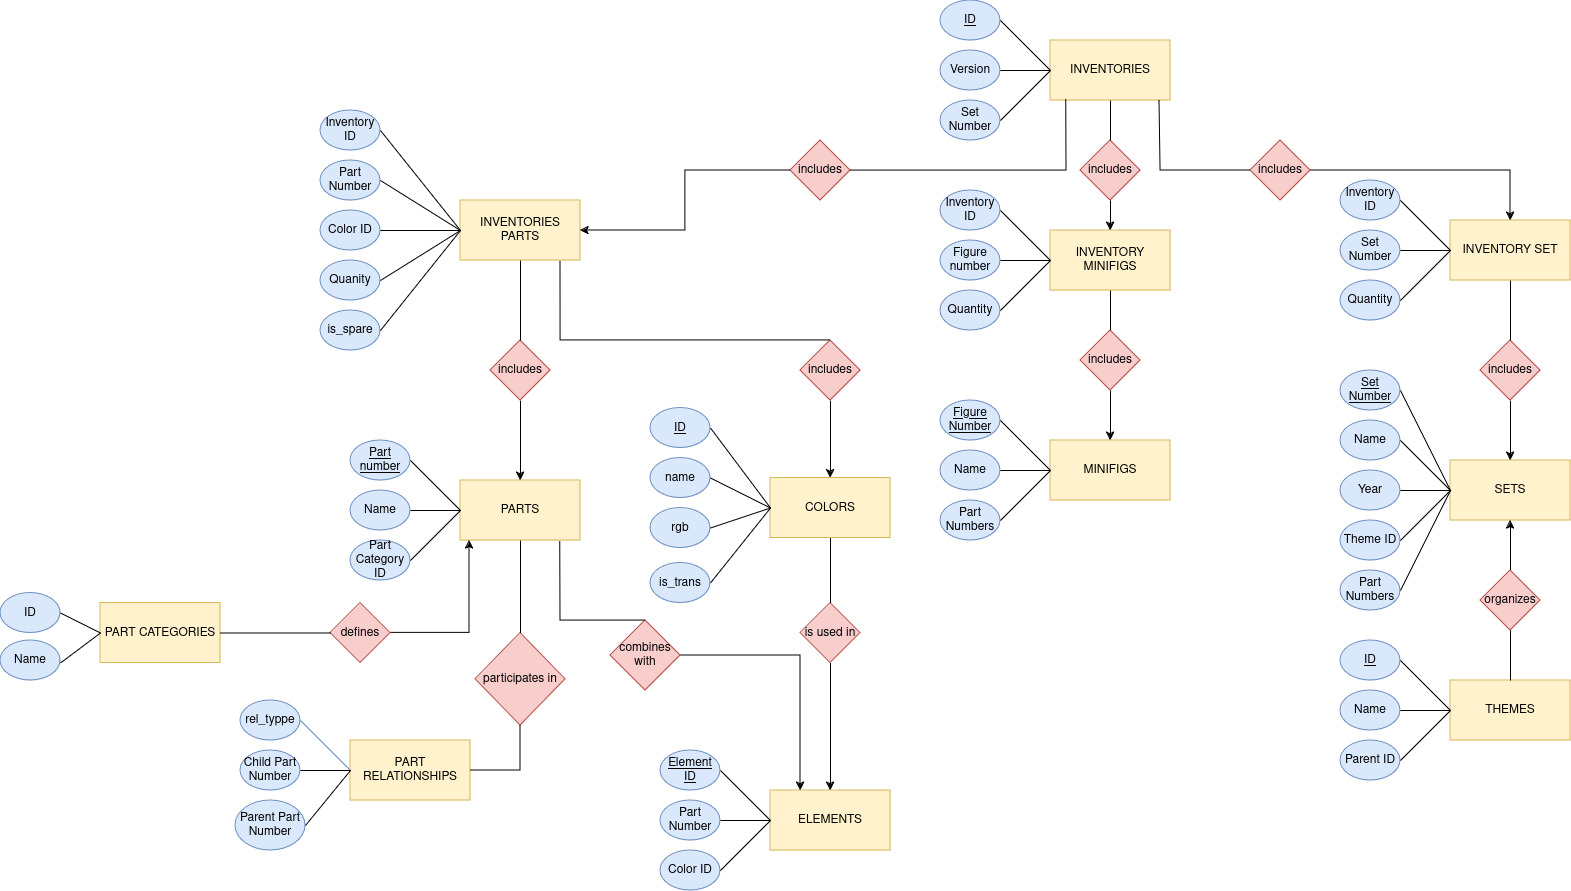 ID
INVENTORIES
Version
Set
Number
includes
includes
includes
Inventory
ID
Part
Number
Color ID
Quanity
is_spare
INVENTORIES
PARTS
Inventory
ID
Figure
number
Quantity
INVENTORY
MINIFIGS
Inventory
ID
Set
Number
Quantity
INVENTORY SET
includes
includes
includes
includes
Part
number
Name
Part
Category
ID
PARTS
ID
name
rgb
is_trans
COLORS
Figure
Number
Name
Part
Numbers
MINIFIGS
Set
Number
Name
Year
Theme ID
Part
Numbers
SETS
ID
Name
PART CATEGORIES
defines
participates in
combines
with
is used in
organizes
rel_typpe
Child Part
Number
Parent Part
Number
PART
RELATIONSHIPS
Element
ID
Part
Number
Color ID
ELEMENTS
ID
Name
Parent ID
THEMES